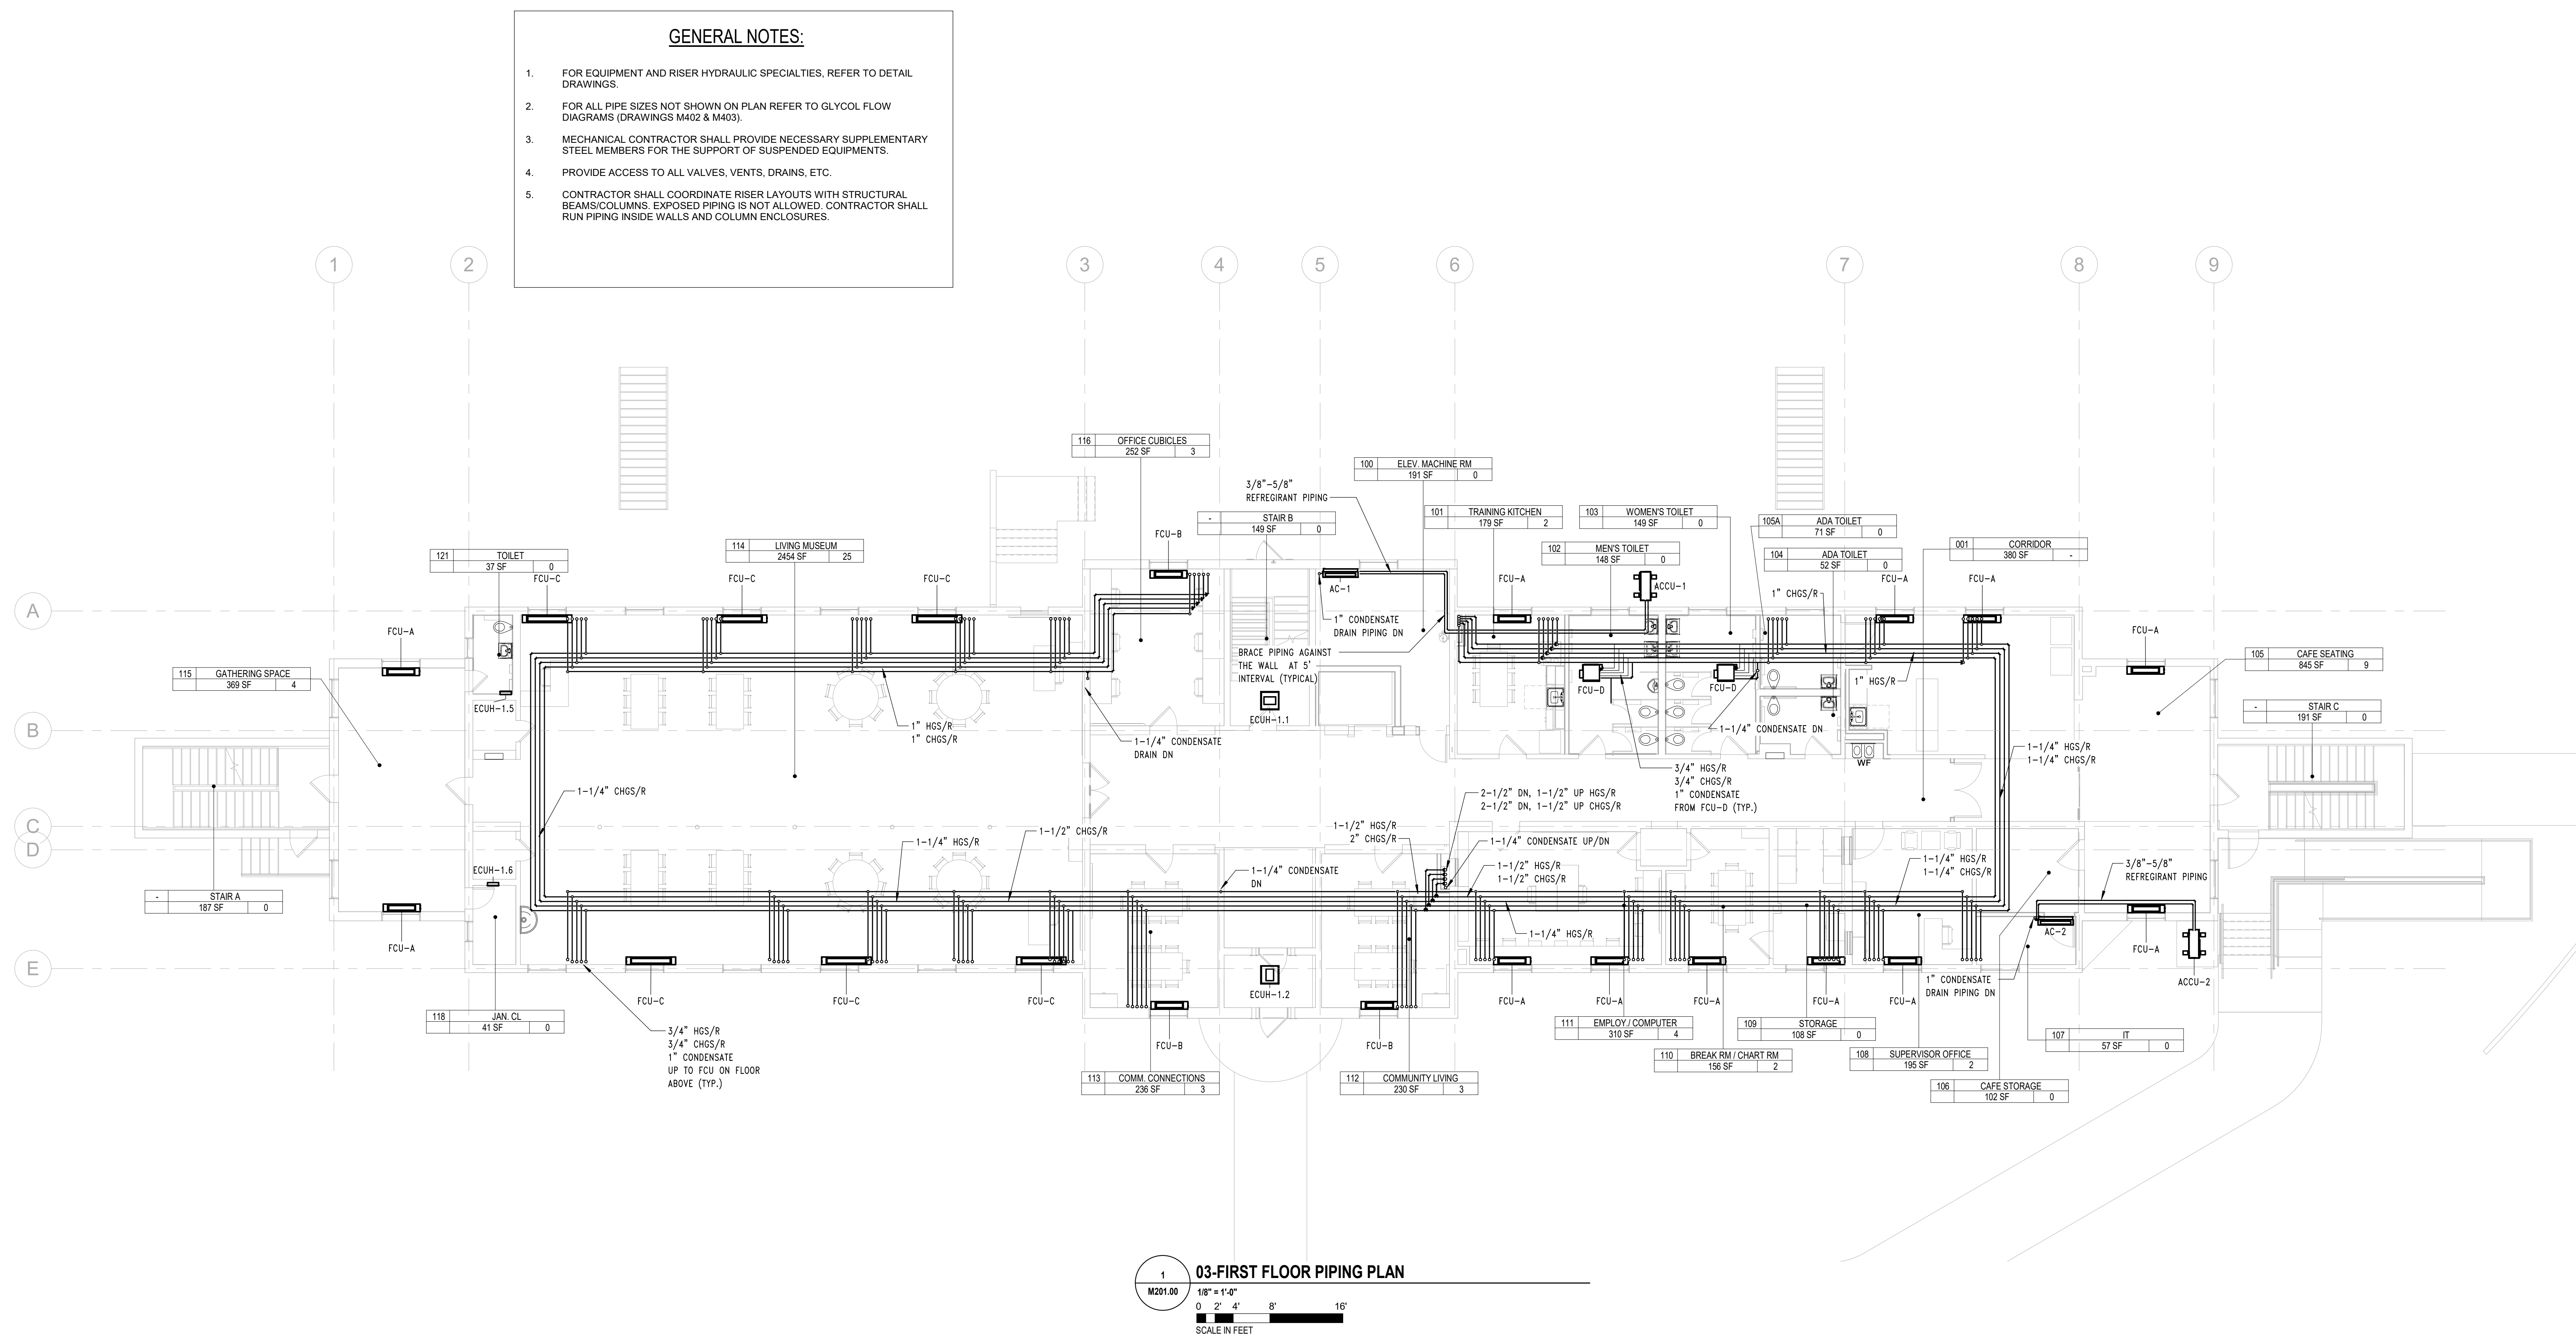 GENERAL NOTES:
1. FOR EQUIPMENT AND RISER HYDRAULIC SPECIALTIES, REFER TO DETAIL
DRAWINGS.
2. FOR ALL PIPE SIZES NOT SHOWN ON PLAN REFER TO GLYCOL FLOW
DIAGRAMS (DRAWINGS M402 & M403).
3. MECHANICAL CONTRACTOR SHALL PROVIDE NECESSARY SUPPLEMENTARY
STEEL MEMBERS FOR THE SUPPORT OF SUSPENDED EQUIPMENTS.
4. PROVIDE ACCESS TO ALL VALVES, VENTS, DRAINS, ETC.
5. CONTRACTOR SHALL COORDINATE RISER LAYOUTS WITH STRUCTURAL
BEAMS/COLUMNS. EXPOSED PIPING IS NOT ALLOWED. CONTRACTOR SHALL
RUN PIPING INSIDE WALLS AND COLUMN ENCLOSURES.
1 2 3 4 5 6 7 8 9
A
B
C
D
E
116 OFFICE CUBICLES
252 SF 3
100 ELEV. MACHINE RM
191 SF 0
3/8"-5/8"
REFREGIRANT PIPING
- STAIR B
149 SF 0
101 TRAINING KITCHEN
179 SF 2
103 WOMEN'S TOILET
149 SF 0
105A ADA TOILET
71 SF 0
102 MEN'S TOILET
148 SF 0
104 ADA TOILET
52 SF 0
001 CORRIDOR
380 SF -
121 TOILET
37 SF 0
114 LIVING MUSEUM
2454 SF 25
FCU-B
FCU-C
FCU-C
FCU-C
AC-1
FCU-A
ACCU-1
FCU-A
FCU-A
1" CHGS/R
1" CONDENSATE
DRAIN PIPING DN
FCU-A
FCU-A
BRACE PIPING AGAINST
THE WALL AT 5'
INTERVAL (TYPICAL)
115 GATHERING SPACE
369 SF 4
105 CAFE SEATING
845 SF 9
ECUH-1.5
ECUH-1.1
FCU-D
FCU-D
1" HGS/R
- STAIR C
191 SF 0
1" HGS/R
1" CHGS/R
1-1/4" CONDENSATE
DRAIN DN
1-1/4" CONDENSATE DN
WF
3/4" HGS/R
3/4" CHGS/R
1" CONDENSATE
FROM FCU-D (TYP.)
1-1/4" HGS/R
1-1/4" CHGS/R
1-1/4" CHGS/R
2-1/2" DN, 1-1/2" UP HGS/R
2-1/2" DN, 1-1/2" UP CHGS/R
1-1/2" HGS/R
2" CHGS/R
1-1/4" HGS/R
1-1/2" CHGS/R
1-1/4" CONDENSATE UP/DN
ECUH-1.6
1-1/4" CONDENSATE
DN
1-1/2" HGS/R
1-1/2" CHGS/R
1-1/4" HGS/R
1-1/4" CHGS/R
3/8"-5/8"
REFREGIRANT PIPING
- STAIR A
187 SF 0
1-1/4" HGS/R
AC-2
FCU-A
FCU-A
ACCU-2
1" CONDENSATE
DRAIN PIPING DN
ECUH-1.2
FCU-C
FCU-C
FCU-C
FCU-A
FCU-A
FCU-A
FCU-A
FCU-A
118 JAN. CL
41 SF 0
3/4" HGS/R
3/4" CHGS/R
1" CONDENSATE
UP TO FCU ON FLOOR
ABOVE (TYP.)
FCU-B
FCU-B
111 EMPLOY / COMPUTER
310 SF 4
109 STORAGE
108 SF 0
107 IT
57 SF 0
110 BREAK RM / CHART RM
156 SF 2
108 SUPERVISOR OFFICE
195 SF 2
113 COMM. CONNECTIONS
236 SF 3
112 COMMUNITY LIVING
230 SF 3
106 CAFE STORAGE
102 SF 0
1
M201.00
03-FIRST FLOOR PIPING PLAN
1/8" = 1'-0"
0 2' 4' 8' 16'
SCALE IN FEET